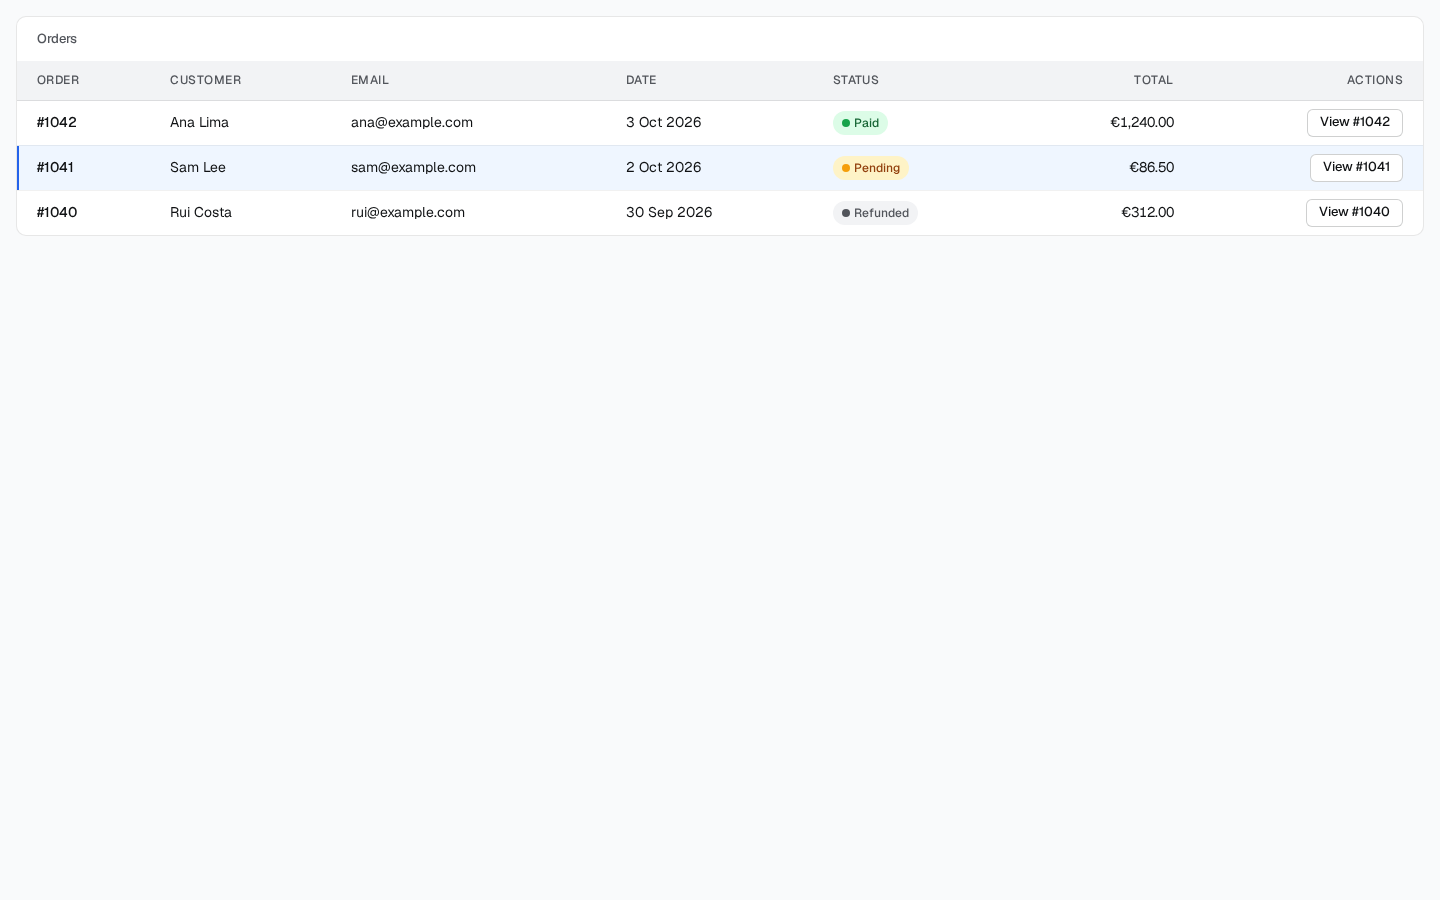 Orders
ORDER CUSTOMER EMAIL DATE STATUS TOTAL ACTIONS
#1042 Ana Lima ana@example.com 3 Oct 2026 Paid €1,240.00 View #1042
#1041 Sam Lee sam@example.com 2 Oct 2026 Pending €86.50 View #1041
#1040 Rui Costa rui@example.com 30 Sep 2026 Refunded €312.00 View #1040